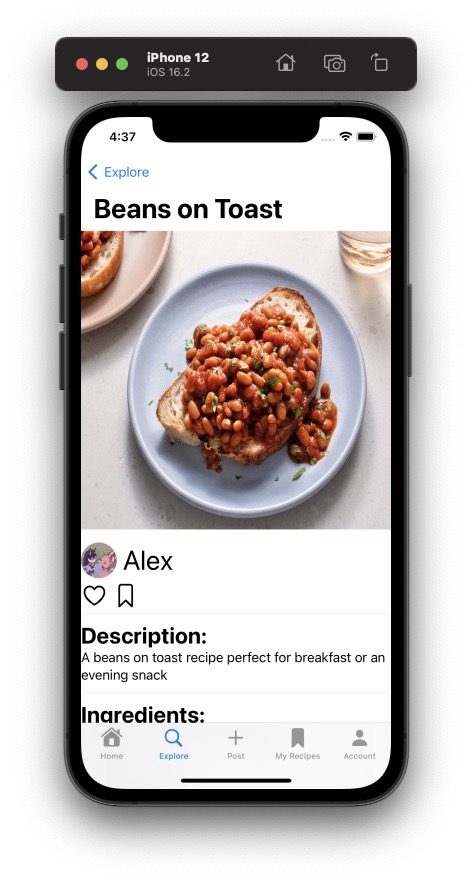 iPhone 12
iOS 16.2
4:37
Explore
Beans on Toast
Alex
Description:
A beans on toast recipe perfect for breakfast or an
evening snack
Ingredients:
Home
Explore
Post
My Recipes
Account